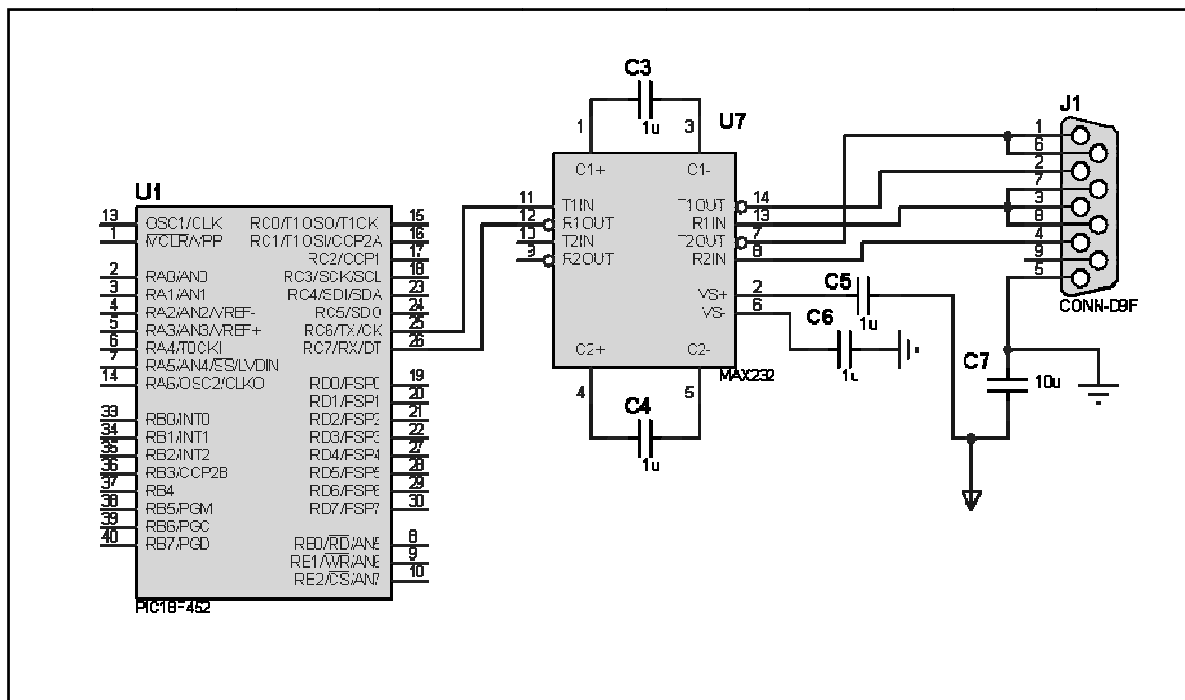 C3
1u
1
3
U7
C1+
C1-
11
T1IN
T1OUT
14
12
R1OUT
R1IN
13
10
T2IN
T2OUT
7
9
R2OUT
R2IN
8
VS+
2
VS-
6
C2+
C2-
MAX232
4
5
C4
1u
C5
1u
C6
1u
C7
10u
J1
1
6
2
7
3
8
4
9
5
CONN-D9F
U1
13
OSC1/CLK
RC0/T1OSO/T1CK
15
1
MCLR/VPP
RC1/T1OSI/CCP2A
16
RC2/CCP1
17
2
RA0/AN0
RC3/SCK/SCL
18
3
RA1/AN1
RC4/SDI/SDA
23
4
RA2/AN2/VREF-
RC5/SDO
24
5
RA3/AN3/VREF+
RC6/TX/CK
25
6
RA4/T0CKI
RC7/RX/DT
26
7
RA5/AN4/SS/LVDIN
14
RA6/OSC2/CLKO
RD0/PSP0
19
RD1/PSP1
20
33
RB0/INT0
RD2/PSP2
21
34
RB1/INT1
RD3/PSP3
22
35
RB2/INT2
RD4/PSP4
27
36
RB3/CCP2B
RD5/PSP5
28
37
RB4
RD6/PSP6
29
38
RB5/PGM
RD7/PSP7
30
39
RB6/PGC
40
RB7/PGD
RE0/RD/AN5
8
RE1/WR/AN6
9
RE2/CS/AN7
10
PIC18F452